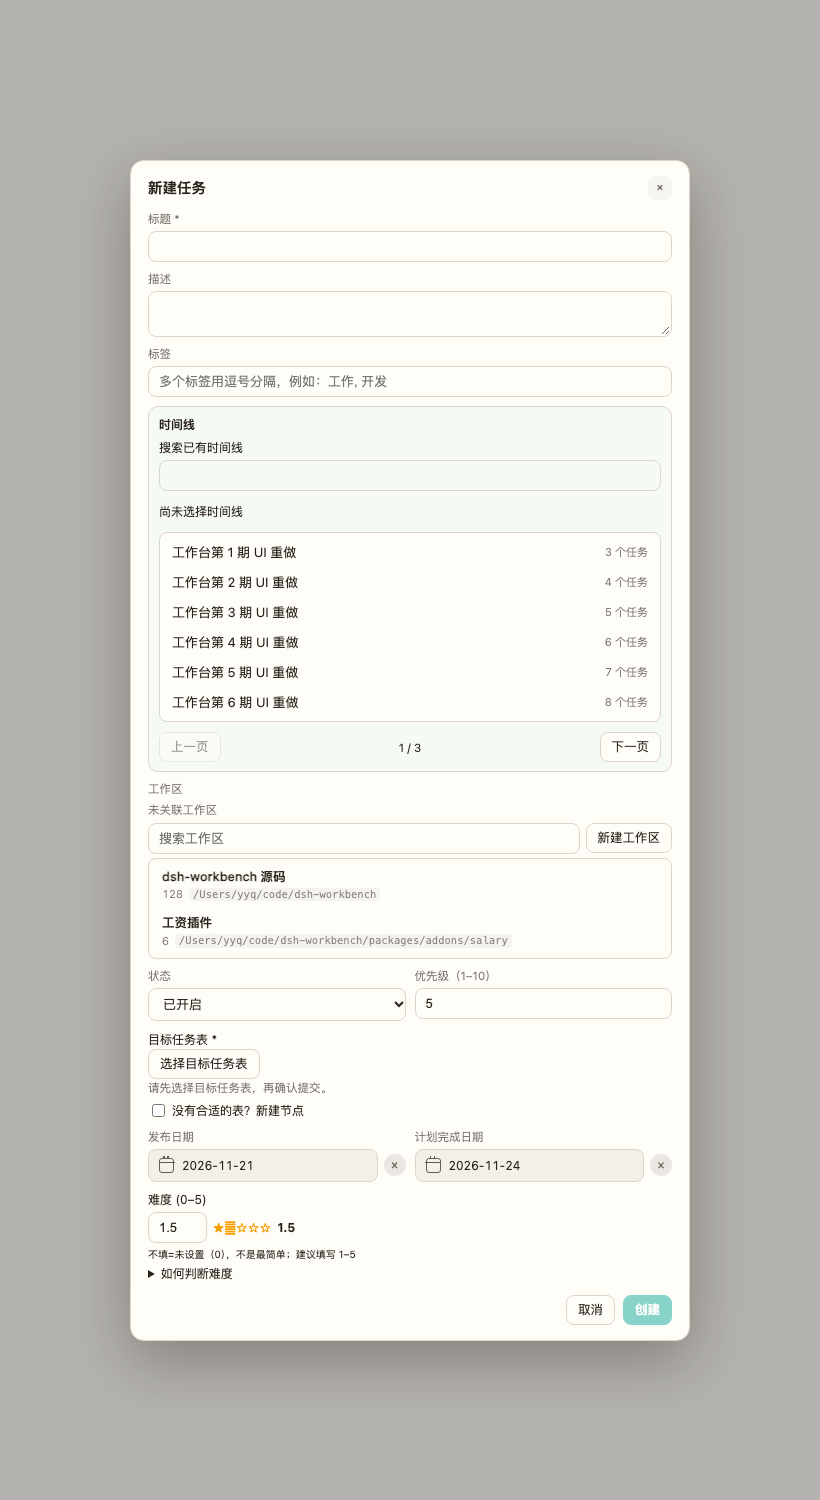 新建任务
×
标题 *
描述
标签
多个标签用逗号分隔，例如：工作, 开发
时间线
搜索已有时间线
尚未选择时间线
工作台第 1 期 UI 重做 3 个任务
工作台第 2 期 UI 重做 4 个任务
工作台第 3 期 UI 重做 5 个任务
工作台第 4 期 UI 重做 6 个任务
工作台第 5 期 UI 重做 7 个任务
工作台第 6 期 UI 重做 8 个任务
上一页 1 / 3 下一页
工作区
未关联工作区
搜索工作区 新建工作区
dsh-workbench 源码
128 /Users/yyq/code/dsh-workbench
工资插件
6 /Users/yyq/code/dsh-workbench/packages/addons/salary
状态 优先级（1–10）
已开启 5
目标任务表 *
选择目标任务表
请先选择目标任务表，再确认提交。
没有合适的表？新建节点
发布日期 计划完成日期
2026-11-21 × 2026-11-24 ×
难度 (0–5)
1.5 ★▓☆☆☆ 1.5
不填=未设置（0），不是最简单；建议填写 1–5
▶ 如何判断难度
取消 创建